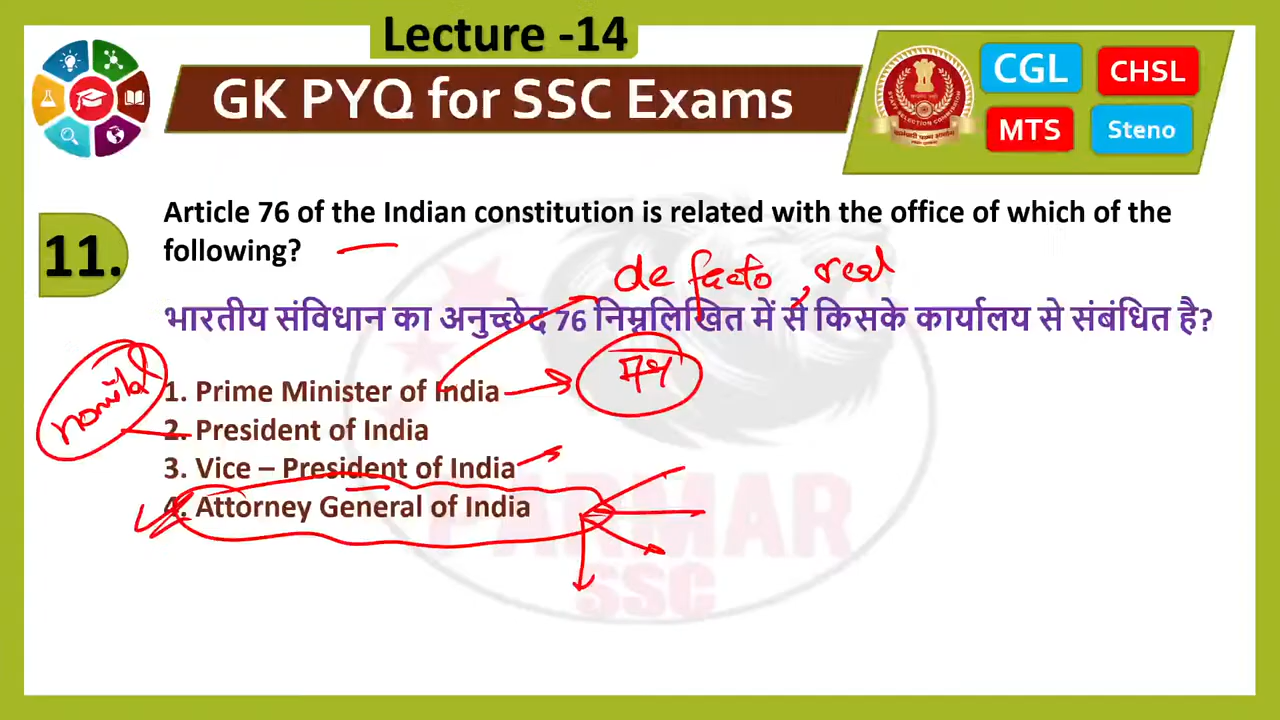 Lecture -14
GK PYQ for SSC Exams
CGL
CHSL
MTS
Steno
11.
Article 76 of the Indian constitution is related with the office of which of the
following?
de facto, real
भारतीय संविधान का अनुच्छेद 76 निम्नलिखित में से किसके कार्यालय से संबंधित है?
1. Prime Minister of India
2. President of India
3. Vice – President of India
4. Attorney General of India
PARMAR
SSC